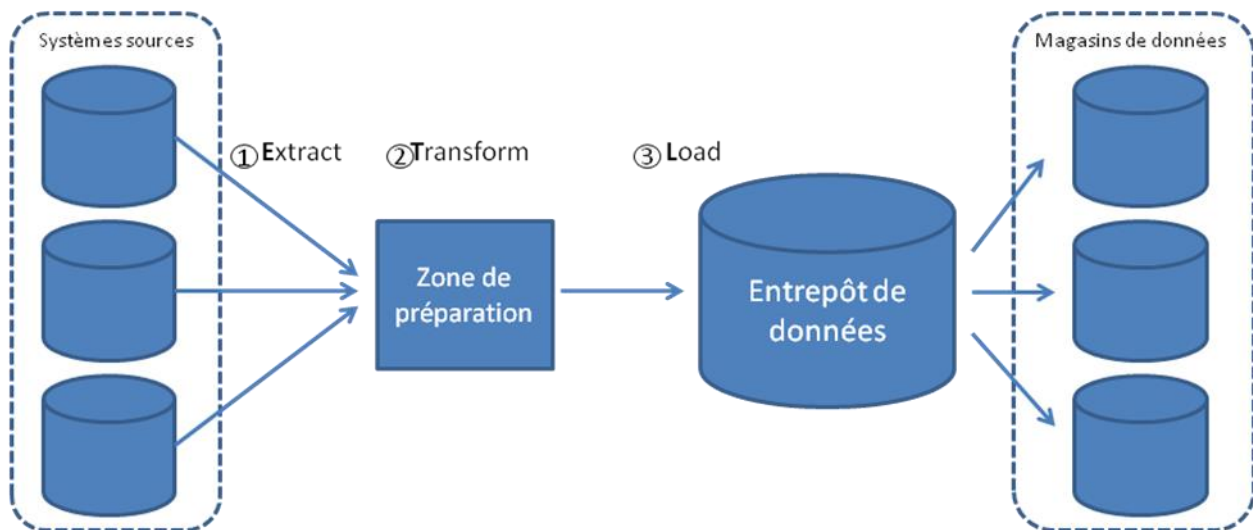 Systèmes sources
Magasins de données
①Extract
②Transform
③Load
Zone de
préparation
Entrepôt de
données